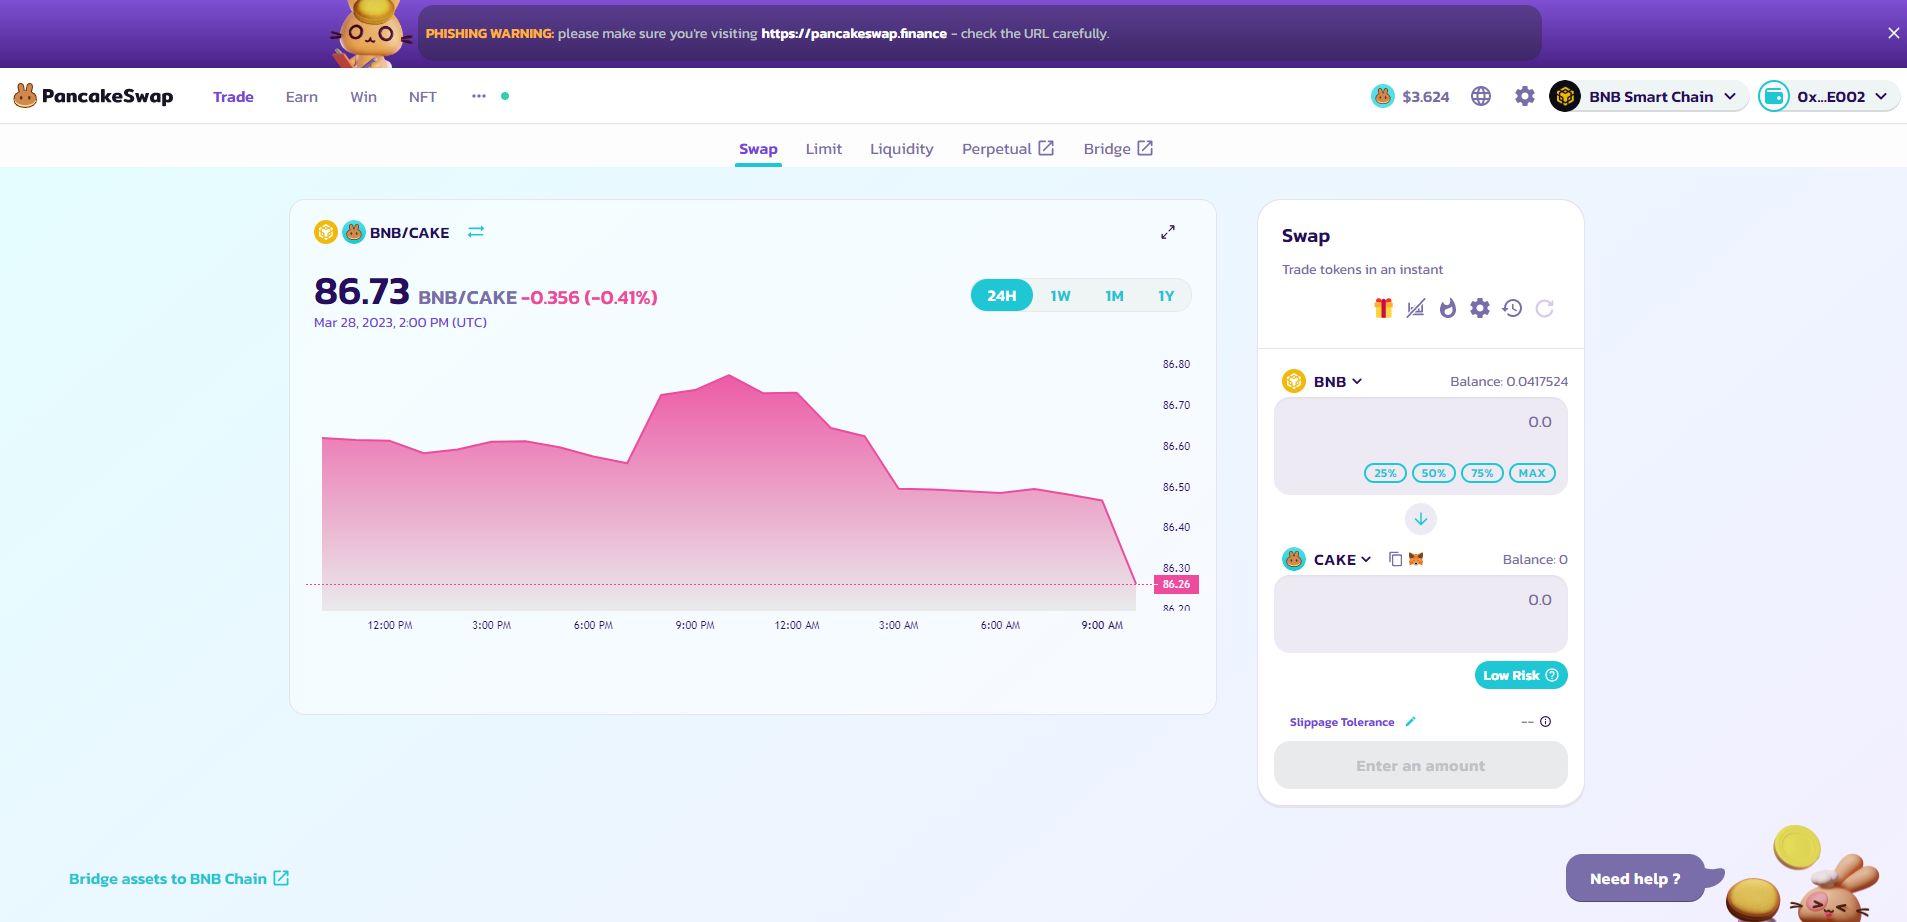 PHISHING WARNING: please make sure you're visiting https://pancakeswap.finance - check the URL carefully.
PancakeSwap Trade Earn Win NFT ··· $3.624 BNB Smart Chain 0x...E002
Swap Limit Liquidity Perpetual Bridge
BNB/CAKE
86.73 BNB/CAKE -0.356 (-0.41%)
Mar 28, 2023, 2:00 PM (UTC)
24H 1W 1M 1Y
86.80
86.70
86.60
86.50
86.40
86.30
86.26
86.20
12:00 PM 3:00 PM 6:00 PM 9:00 PM 12:00 AM 3:00 AM 6:00 AM 9:00 AM
Swap
Trade tokens in an instant
BNB Balance: 0.0417524
0.0
25% 50% 75% MAX
CAKE Balance: 0
0.0
Low Risk
Slippage Tolerance --
Enter an amount
Bridge assets to BNB Chain
Need help ?